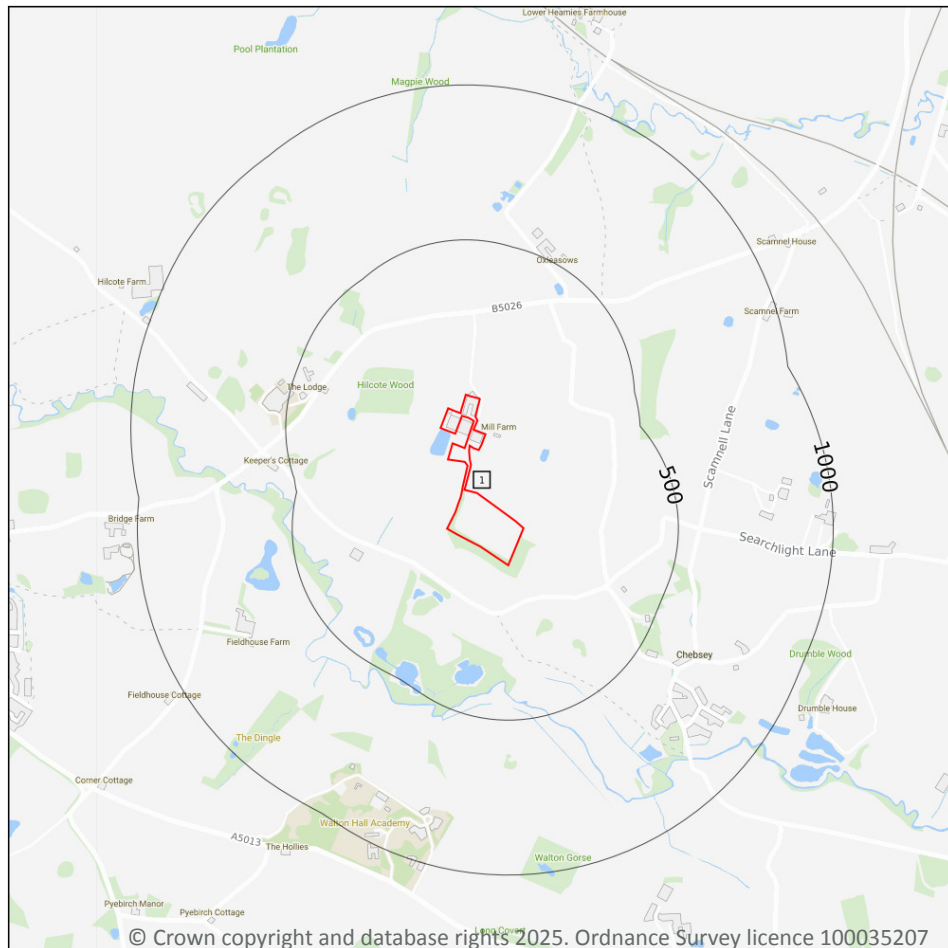 Lower Heamies Farmhouse
Pool Plantation
Magpie Wood
Scamnel House
Oxleasows
Hilcote Farm
B5026
Scamnel Farm
The Lodge
Hilcote Wood
Mill Farm
Scamnell Lane
Keeper's Cottage
1
500
1000
Bridge Farm
Searchlight Lane
Fieldhouse Farm
Chebsey
Drumble Wood
Fieldhouse Cottage
Drumble House
The Dingle
Corner Cottage
Walton Hall Academy
A5013
The Hollies
Walton Gorse
Pyebirch Manor
Pyebirch Cottage
Long Covert
© Crown copyright and database rights 2025. Ordnance Survey licence 100035207